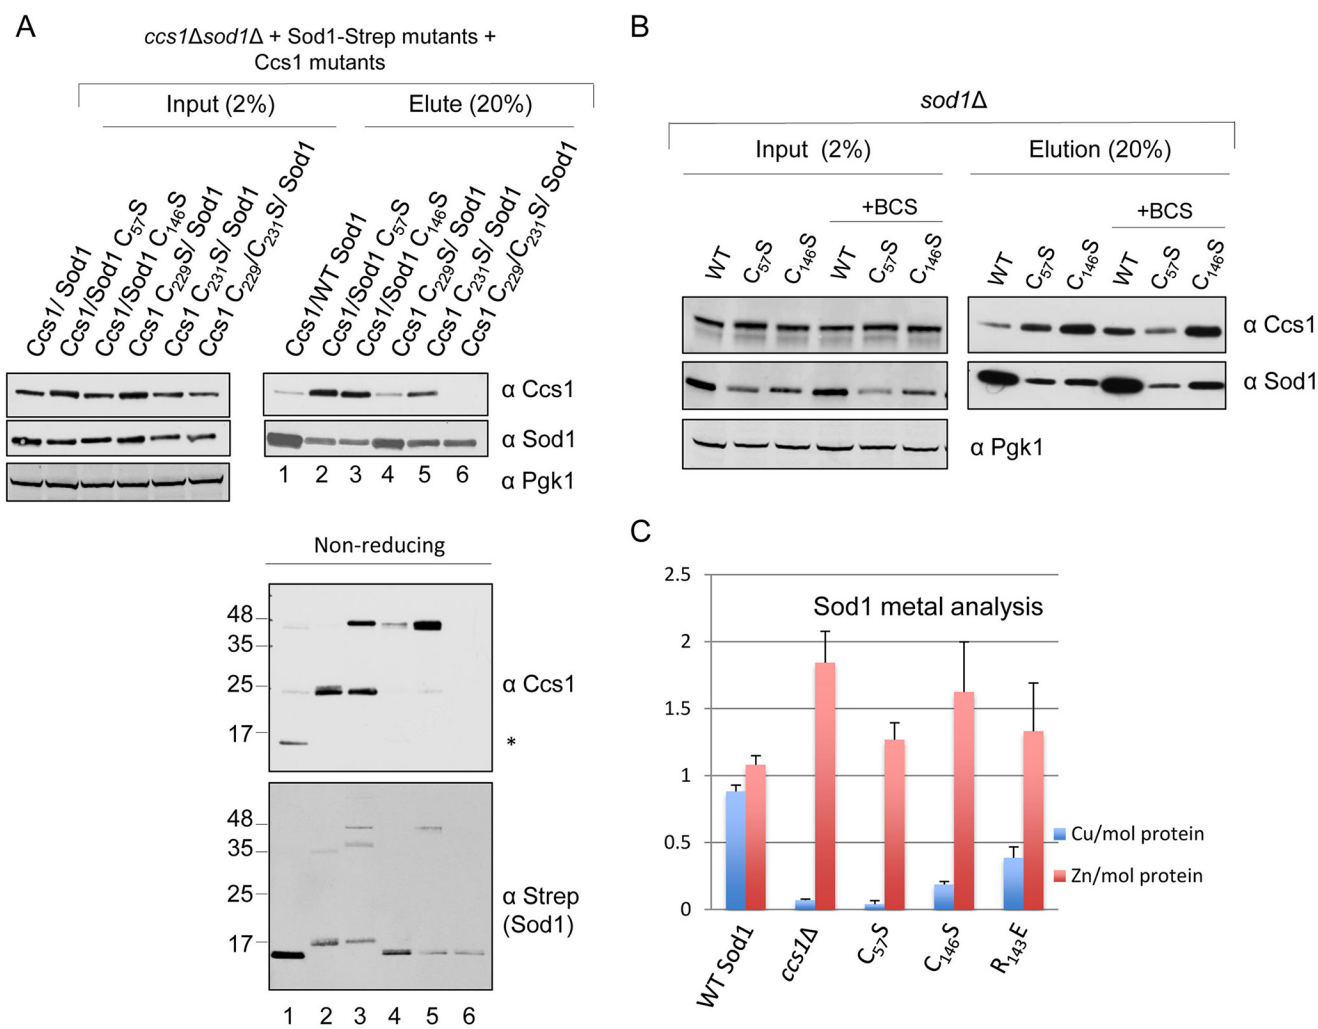 A
ccs1Δsod1Δ + Sod1-Strep mutants +
Ccs1 mutants
Input (2%)
Elute (20%)
Ccs1/ Sod1
Ccs1/Sod1 C57S
Ccs1/Sod1 C146S
Ccs1 C229S/ Sod1
Ccs1 C231S/ Sod1
Ccs1 C229/C231S/ Sod1
Ccs1/WT Sod1
Ccs1/Sod1 C57S
Ccs1/Sod1 C146S
Ccs1 C229S/ Sod1
Ccs1 C231S/ Sod1
Ccs1 C229/C231S/ Sod1
α Ccs1
α Sod1
1 2 3 4 5 6
α Pgk1
Non-reducing
48
35
25
17
α Ccs1
*
48
35
25
17
α Strep
(Sod1)
1 2 3 4 5 6
B
sod1Δ
Input (2%)
Elution (20%)
+BCS
+BCS
WT
C57S
C146S
WT
C57S
C146S
WT
C57S
C146S
WT
C57S
C146S
α Ccs1
α Sod1
α Pgk1
C
Sod1 metal analysis
2.5
2
1.5
1
0.5
0
Cu/mol protein
Zn/mol protein
WT Sod1
ccs1Δ
C57S
C146S
R143E